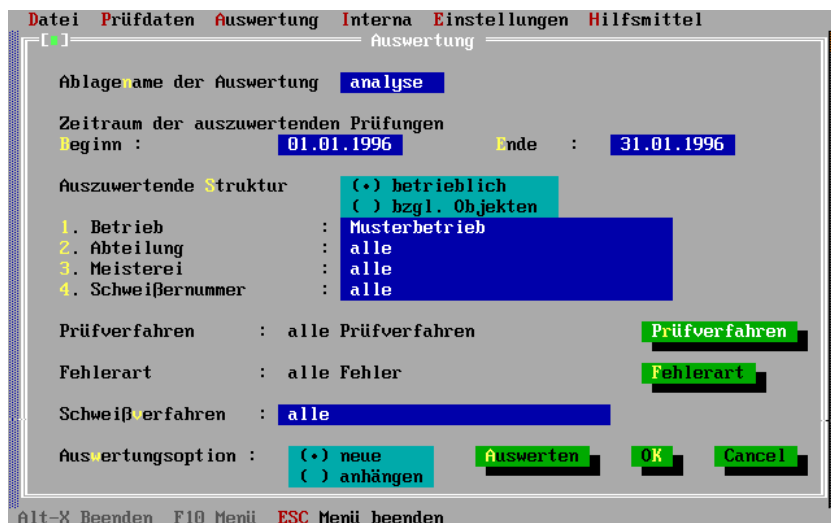 Datei Prüfdaten Auswertung Interna Einstellungen Hilfsmittel
Auswertung
Ablagename der Auswertung analyse
Zeitraum der auszuwertenden Prüfungen
Beginn : 01.01.1996 Ende : 31.01.1996
Auszuwertende Struktur (•) betrieblich
( ) bzgl. Objekten
1. Betrieb : Musterbetrieb
2. Abteilung : alle
3. Meisterei : alle
4. Schweißernummer : alle
Prüfverfahren : alle Prüfverfahren Prüfverfahren
Fehlerart : alle Fehler Fehlerart
Schweißverfahren : alle
Auswertungsoption : (•) neue Auswerten OK Cancel
( ) anhängen
Alt-X Beenden F10 Menü ESC Menü beenden